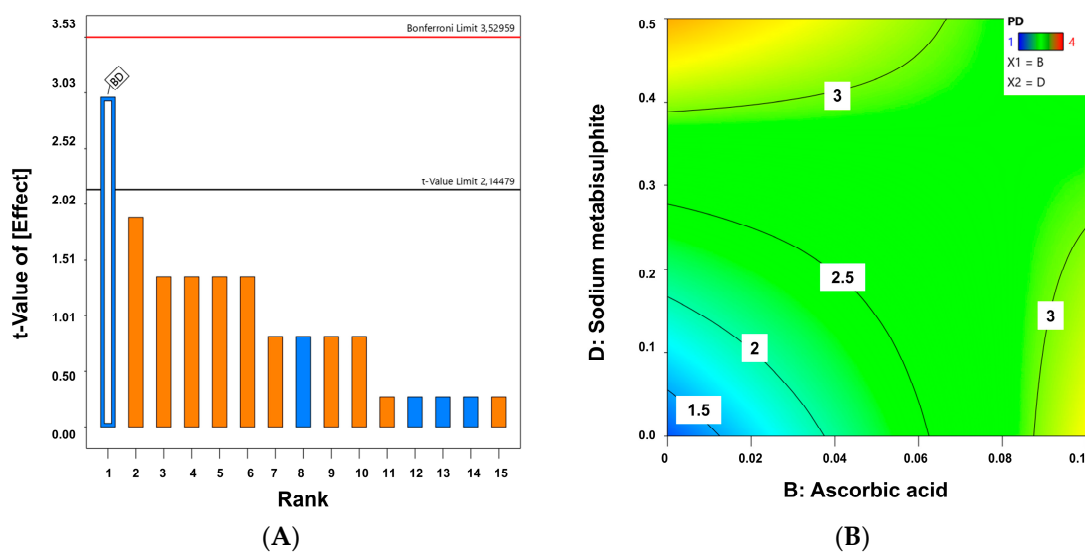 3.53
Bonferroni Limit 3,52959
BD
3.03
2.52
t-Value Limit 2,14479
2.02
1.51
1.01
0.50
0.00
t-Value of [Effect]
1 2 3 4 5 6 7 8 9 10 11 12 13 14 15
Rank
(A)
0.5
PD
1 4
X1 = B
X2 = D
3
0.4
0.3
2.5
0.2
3
2
0.1
1.5
0.0
D: Sodium metabisulphite
0 0.02 0.04 0.06 0.08 0.1
B: Ascorbic acid
(B)